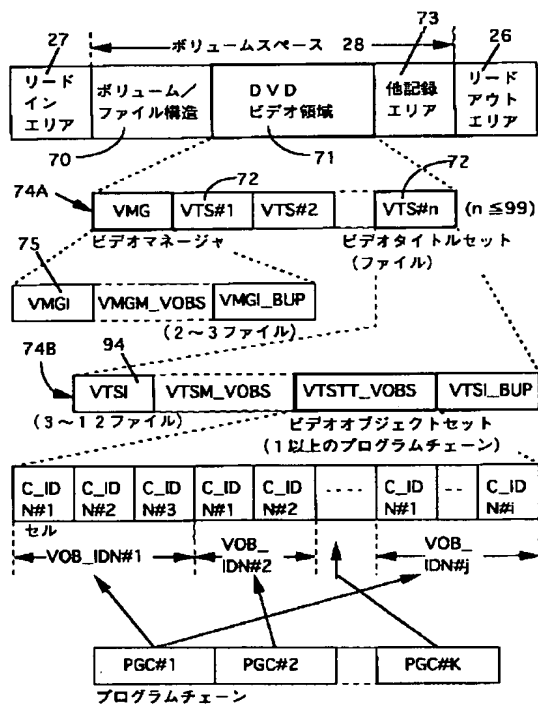 27
ボリュームスペース 28
73
26
リード
イン
エリア
ボリューム/
ファイル構造
DVD
ビデオ領域
他記録
エリア
リード
アウト
エリア
70
71
74A
72
72
VMG
VTS#1
VTS#2
VTS#n
(n≦99)
ビデオマネージャ
ビデオタイトルセット
(ファイル)
75
VMGI
VMGM_VOBS
VMGI_BUP
(2～3ファイル)
74B
94
VTSI
VTSM_VOBS
VTSTT_VOBS
VTSI_BUP
(3～12ファイル)
ビデオオブジェクトセット
(1以上のプログラムチェーン)
C_ID
N#1
C_ID
N#2
C_ID
N#3
C_ID
N#1
C_ID
N#2
C_ID
N#1
C_ID
N#i
セル
VOB_IDN#1
VOB_
IDN#2
VOB_
IDN#j
PGC#1
PGC#2
PGC#K
プログラムチェーン